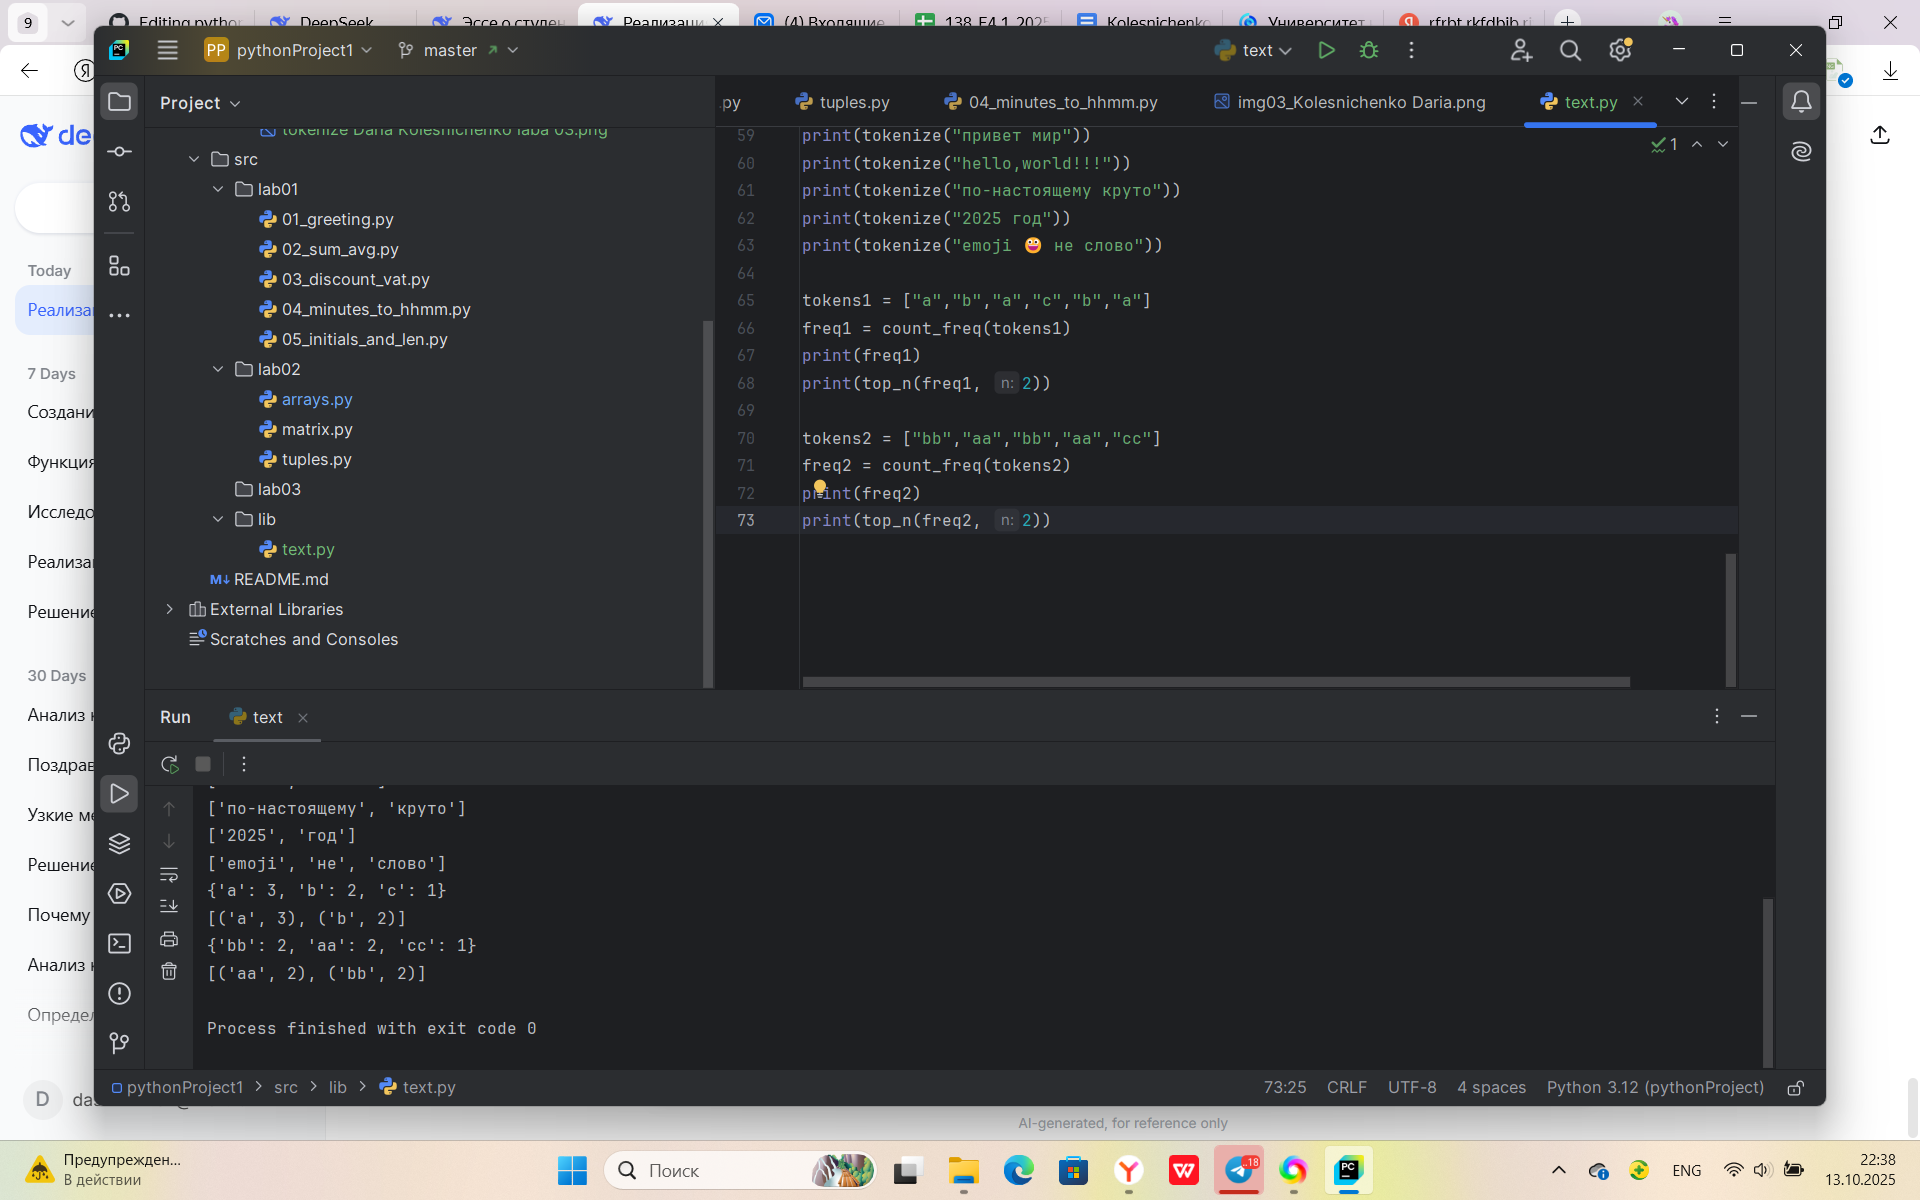 9
Editing python
DeepSeek
Эссе о студен
Реализаци
(4) Входящие
138_F4.1_2025
Kolesnichenko
Университет
rfrbt rkfdbib ri
PP pythonProject1
master
text
Project
.py
tuples.py
04_minutes_to_hhmm.py
img03_Kolesnichenko Daria.png
text.py
tokenize Daria Kolesnichenko laba 03.png
src
lab01
01_greeting.py
02_sum_avg.py
03_discount_vat.py
04_minutes_to_hhmm.py
05_initials_and_len.py
lab02
arrays.py
matrix.py
tuples.py
lab03
lib
text.py
README.md
External Libraries
Scratches and Consoles
1
59 print(tokenize("привет мир"))
60 print(tokenize("hello,world!!!"))
61 print(tokenize("по-настоящему круто"))
62 print(tokenize("2025 год"))
63 print(tokenize("emoji 😀 не слово"))
64
65 tokens1 = ["a","b","a","c","b","a"]
66 freq1 = count_freq(tokens1)
67 print(freq1)
68 print(top_n(freq1, n: 2))
69
70 tokens2 = ["bb","aa","bb","aa","cc"]
71 freq2 = count_freq(tokens2)
72 print(freq2)
73 print(top_n(freq2, n: 2))
Run
text
['по-настоящему', 'круто']
['2025', 'год']
['emoji', 'не', 'слово']
{'a': 3, 'b': 2, 'c': 1}
[('a', 3), ('b', 2)]
{'bb': 2, 'aa': 2, 'cc': 1}
[('aa', 2), ('bb', 2)]
Process finished with exit code 0
pythonProject1 > src > lib > text.py
73:25 CRLF UTF-8 4 spaces Python 3.12 (pythonProject)
de
Today
Реализа
7 Days
Создани
Функция
Исследо
Реализа
Решение
30 Days
Анализ
Поздрав
Узкие м
Решение
Почему
Анализ
Определ
D
da
AI-generated, for reference only
Предупрежден...
В действии
Поиск
18
ENG
22:38
13.10.2025